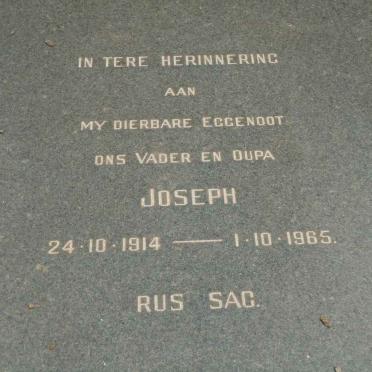 IN TERE HERINNERING
AAN
MY DIERBARE EGGENOOT
ONS VADER EN OUPA
JOSEPH
24·10·1914 — 1·10·1965.
RUS SAG.